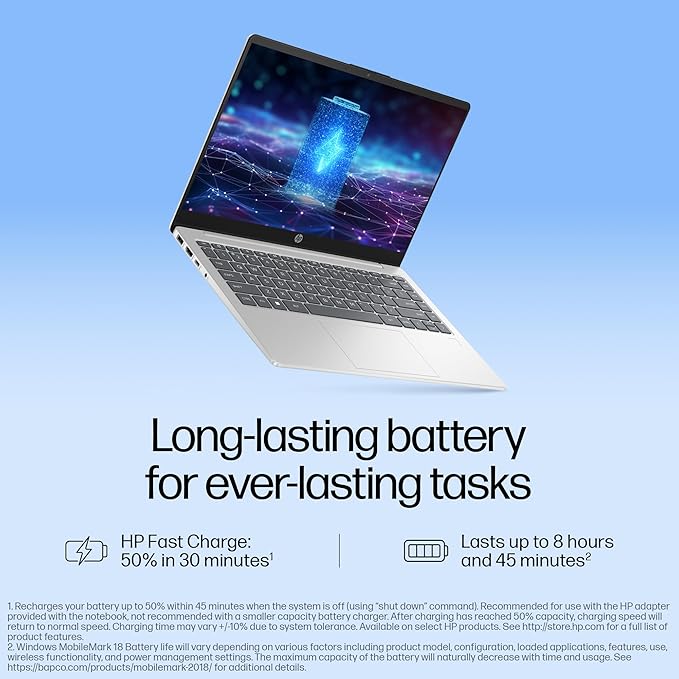 hp
Long-lasting battery
for ever-lasting tasks
HP Fast Charge:
50% in 30 minutes¹
Lasts up to 8 hours
and 45 minutes²
1. Recharges your battery up to 50% within 45 minutes when the system is off (using "shut down" command). Recommended for use with the HP adapter
provided with the notebook, not recommended with a smaller capacity battery charger. After charging has reached 50% capacity, charging speed will
return to normal speed. Charging time may vary +/-10% due to system tolerance. Available on select HP products. See http://store.hp.com for a full list of
product features.
2. Windows MobileMark 18 Battery life will vary depending on various factors including product model, configuration, loaded applications, features, use,
wireless functionality, and power management settings. The maximum capacity of the battery will naturally decrease with time and usage. See
https://bapco.com/products/mobilemark-2018/ for additional details.